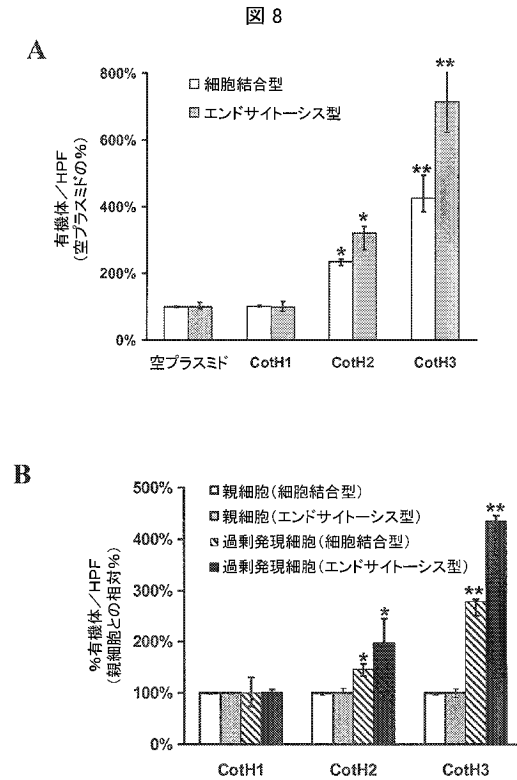 図 8
A
細胞結合型
エンドサイトーシス型
有機体/HPF
(空プラスミドの%)
800%
600%
400%
200%
0%
*
*
**
**
空プラスミド CotH1 CotH2 CotH3
B
親細胞(細胞結合型)
親細胞(エンドサイトーシス型)
過剰発現細胞(細胞結合型)
過剰発現細胞(エンドサイトーシス型)
%有機体/HPF
(親細胞との相対%)
500%
400%
300%
200%
100%
0%
*
*
**
**
CotH1 CotH2 CotH3